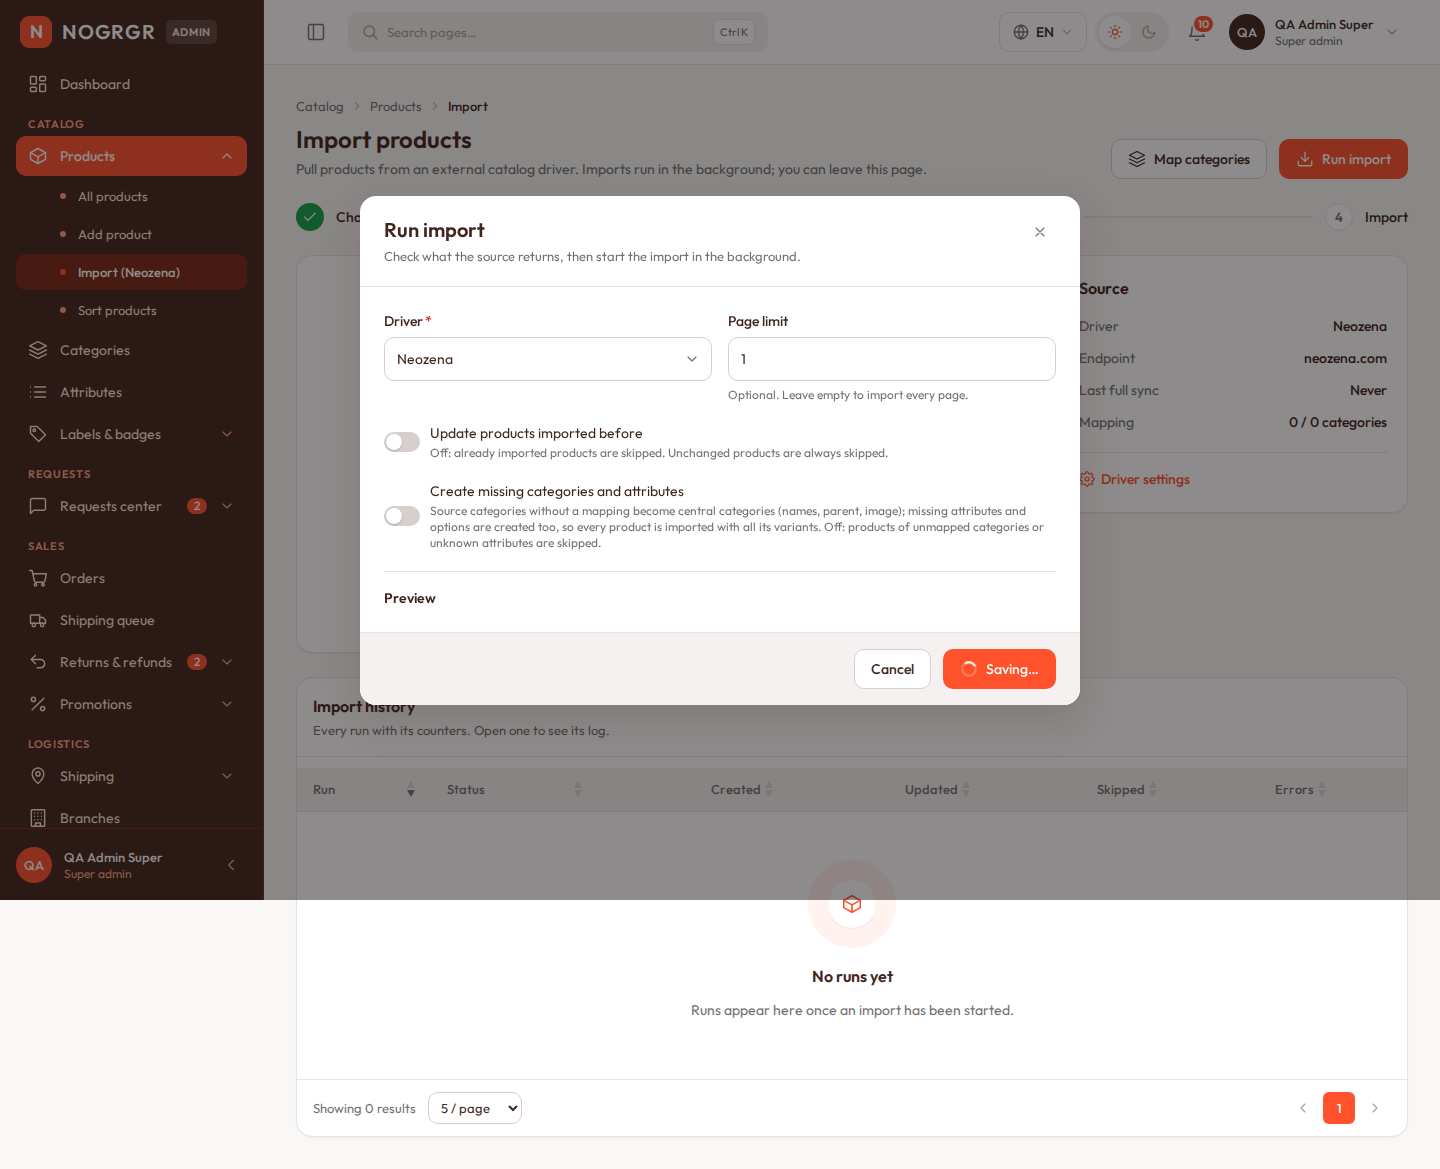 N NOGRGR ADMIN
Search pages...
Ctrl K
EN
10
QA
QA Admin Super
Super admin
Dashboard
CATALOG
Products
All products
Add product
Import (Neozena)
Sort products
Categories
Attributes
Labels & badges
REQUESTS
Requests center 2
SALES
Orders
Shipping queue
Returns & refunds 2
Promotions
LOGISTICS
Shipping
Branches
QA
QA Admin Super
Super admin
Catalog > Products > Import
Import products
Pull products from an external catalog driver. Imports run in the background; you can leave this page.
Map categories
Run import
Cho
4 Import
Run import
Check what the source returns, then start the import in the background.
Driver *
Neozena
Page limit
1
Optional. Leave empty to import every page.
Update products imported before
Off: already imported products are skipped. Unchanged products are always skipped.
Create missing categories and attributes
Source categories without a mapping become central categories (names, parent, image); missing attributes and
options are created too, so every product is imported with all its variants. Off: products of unmapped categories or
unknown attributes are skipped.
Preview
Cancel
Saving...
Source
Driver Neozena
Endpoint neozena.com
Last full sync Never
Mapping 0 / 0 categories
Driver settings
Import history
Every run with its counters. Open one to see its log.
Run Status Created Updated Skipped Errors
No runs yet
Runs appear here once an import has been started.
Showing 0 results
5 / page
1